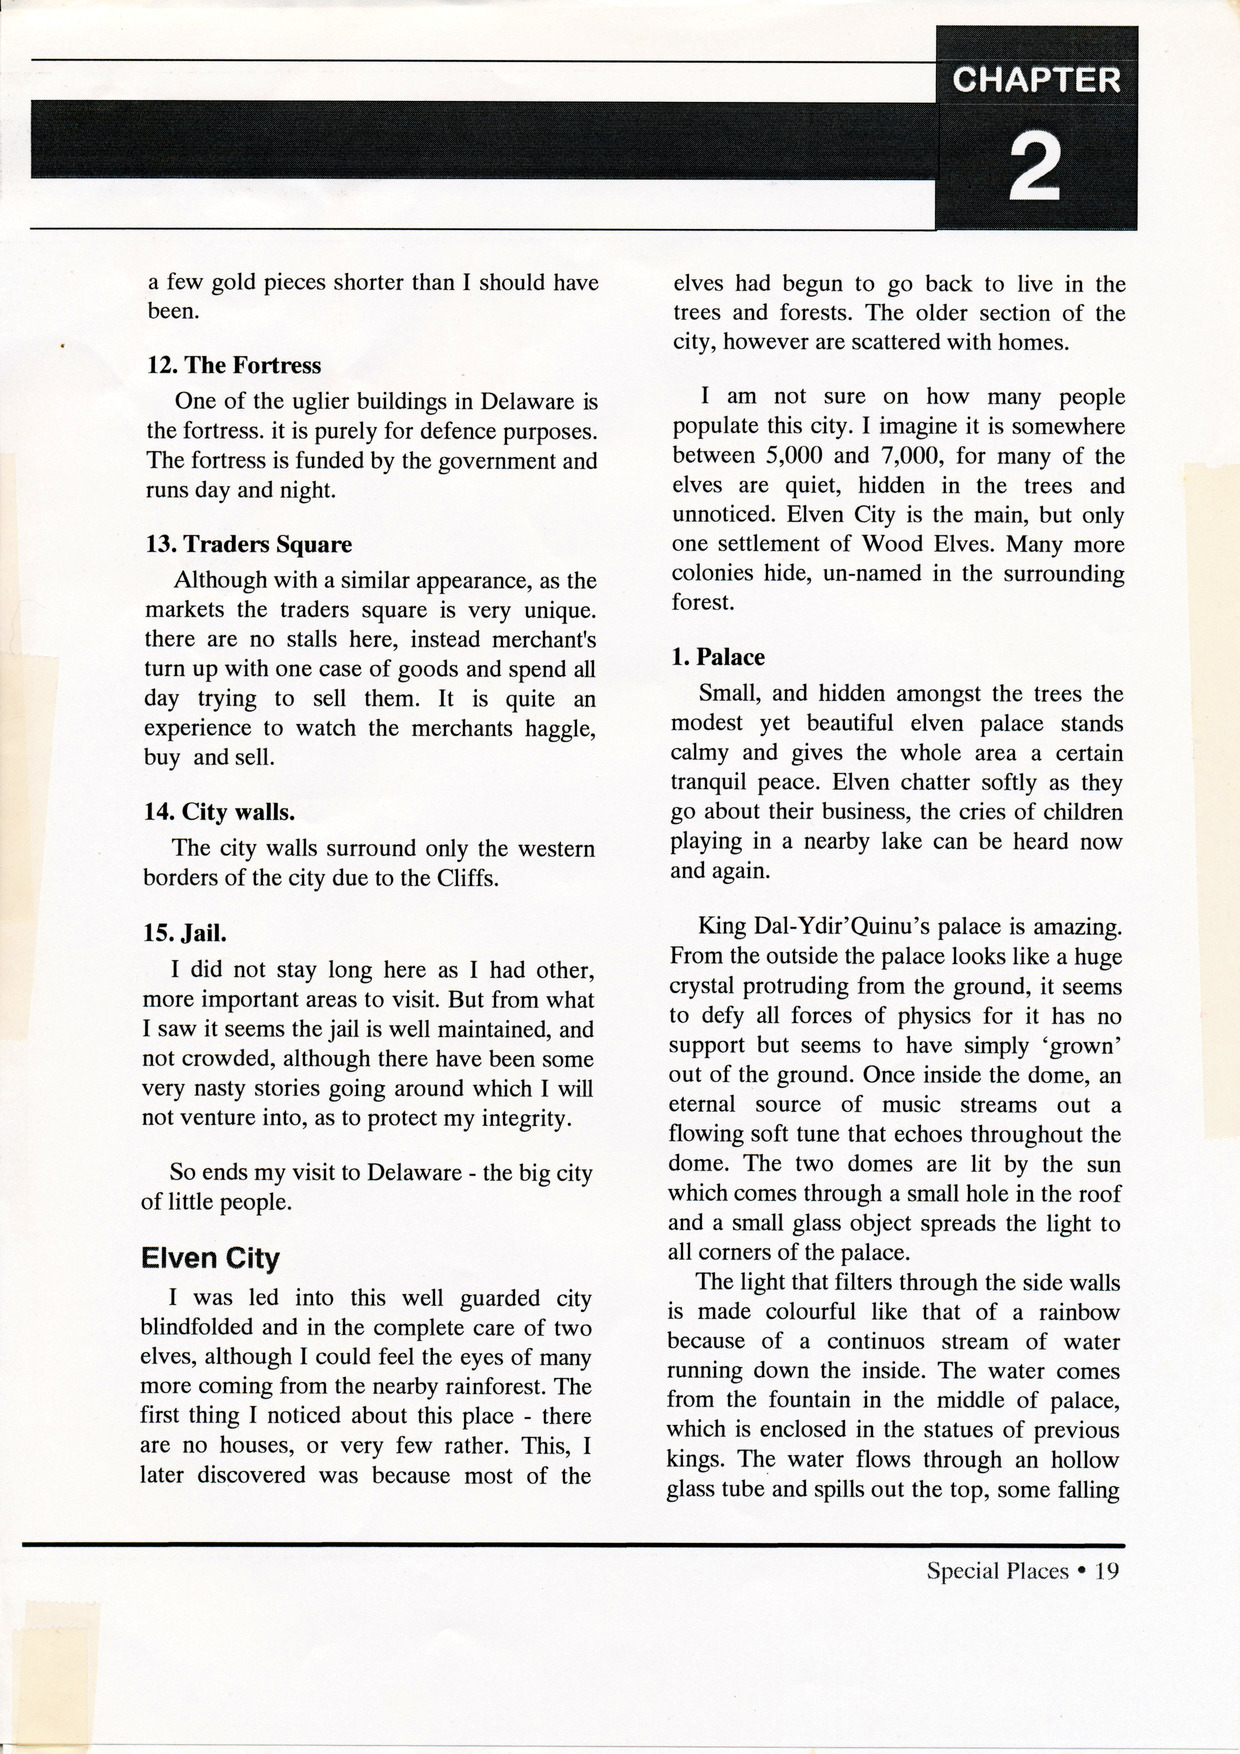 CHAPTER
2
a few gold pieces shorter than I should have
been.
12. The Fortress
One of the uglier buildings in Delaware is
the fortress. it is purely for defence purposes.
The fortress is funded by the government and
runs day and night.
13. Traders Square
Although with a similar appearance, as the
markets the traders square is very unique.
there are no stalls here, instead merchant's
turn up with one case of goods and spend all
day trying to sell them. It is quite an
experience to watch the merchants haggle,
buy and sell.
14. City walls.
The city walls surround only the western
borders of the city due to the Cliffs.
15. Jail.
I did not stay long here as I had other,
more important areas to visit. But from what
I saw it seems the jail is well maintained, and
not crowded, although there have been some
very nasty stories going around which I will
not venture into, as to protect my integrity.
So ends my visit to Delaware - the big city
of little people.
Elven City
I was led into this well guarded city
blindfolded and in the complete care of two
elves, although I could feel the eyes of many
more coming from the nearby rainforest. The
first thing I noticed about this place - there
are no houses, or very few rather. This, I
later discovered was because most of the
elves had begun to go back to live in the
trees and forests. The older section of the
city, however are scattered with homes.
I am not sure on how many people
populate this city. I imagine it is somewhere
between 5,000 and 7,000, for many of the
elves are quiet, hidden in the trees and
unnoticed. Elven City is the main, but only
one settlement of Wood Elves. Many more
colonies hide, un-named in the surrounding
forest.
1. Palace
Small, and hidden amongst the trees the
modest yet beautiful elven palace stands
calmy and gives the whole area a certain
tranquil peace. Elven chatter softly as they
go about their business, the cries of children
playing in a nearby lake can be heard now
and again.
King Dal-Ydir’Quinu’s palace is amazing.
From the outside the palace looks like a huge
crystal protruding from the ground, it seems
to defy all forces of physics for it has no
support but seems to have simply ‘grown’
out of the ground. Once inside the dome, an
eternal source of music streams out a
flowing soft tune that echoes throughout the
dome. The two domes are lit by the sun
which comes through a small hole in the roof
and a small glass object spreads the light to
all corners of the palace.
The light that filters through the side walls
is made colourful like that of a rainbow
because of a continuos stream of water
running down the inside. The water comes
from the fountain in the middle of palace,
which is enclosed in the statues of previous
kings. The water flows through an hollow
glass tube and spills out the top, some falling
Special Places • 19